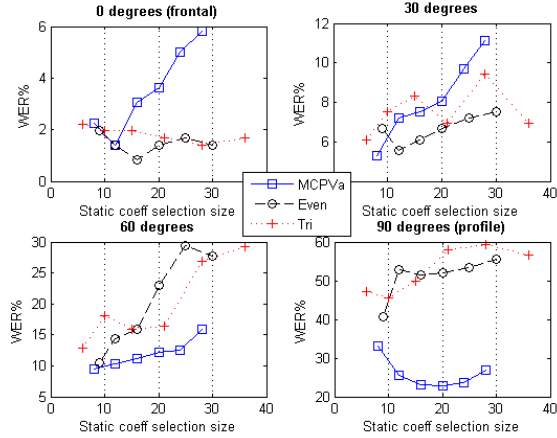 0 degrees (frontal)
6
4
2
0
WER%
0 10 20 30 40
Static coeff selection size
30 degrees
12
10
8
6
4
WER%
0 10 20 30 40
Static coeff selection size
MCPVa
Even
Tri
60 degrees
30
25
20
15
10
5
WER%
0 10 20 30 40
Static coeff selection size
90 degrees (profile)
60
50
40
30
20
10
WER%
0 10 20 30 40
Static coeff selection size